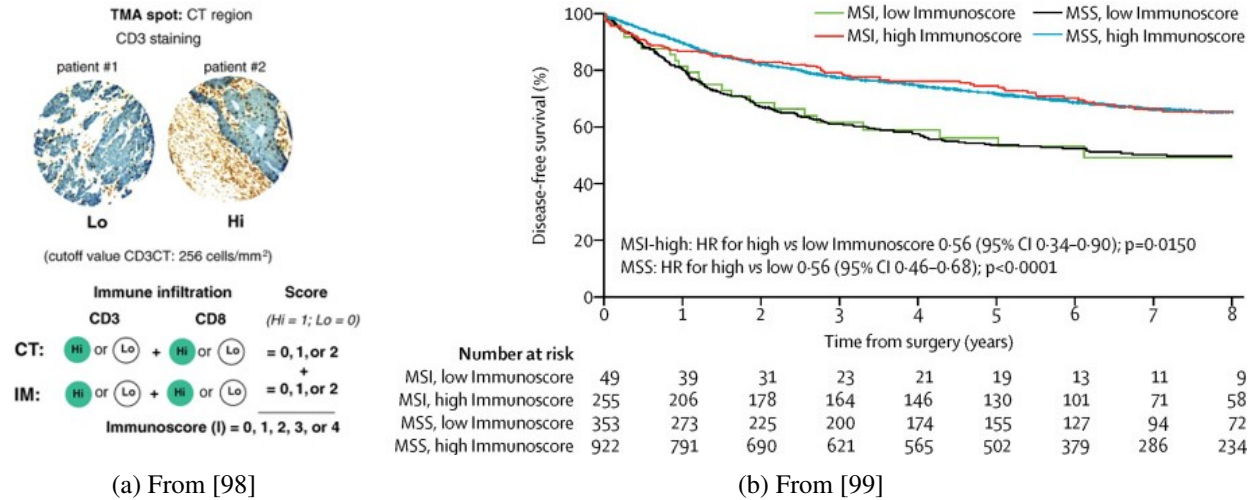 TMA spot: CT region
CD3 staining
patient #1 patient #2
Lo Hi
(cutoff value CD3CT: 256 cells/mm²)
Immune infiltration Score
CD3 CD8 (Hi = 1; Lo = 0)
CT: Hi or Lo + Hi or Lo = 0, 1, or 2
+
IM: Hi or Lo + Hi or Lo = 0, 1, or 2
Immunoscore (I) = 0, 1, 2, 3, or 4
(a) From [98]
MSI, low Immunoscore MSS, low Immunoscore
MSI, high Immunoscore MSS, high Immunoscore
Disease-free survival (%)
100
80
60
40
20
0
MSI-high: HR for high vs low Immunoscore 0·56 (95% CI 0·34–0·90); p=0·0150
MSS: HR for high vs low 0·56 (95% CI 0·46–0·68); p<0·0001
0 1 2 3 4 5 6 7 8
Time from surgery (years)
Number at risk
MSI, low Immunoscore 49 39 31 23 21 19 13 11 9
MSI, high Immunoscore 255 206 178 164 146 130 101 71 58
MSS, low Immunoscore 353 273 225 200 174 155 127 94 72
MSS, high Immunoscore 922 791 690 621 565 502 379 286 234
(b) From [99]